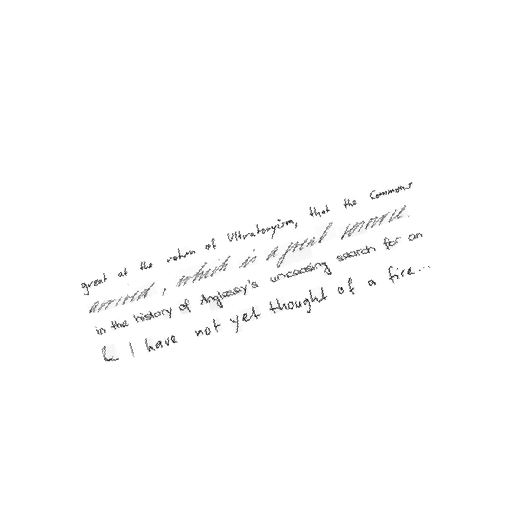 great at the return of Ultratoryism, that the Commons
arrived, which is a great
in the history of Anglesey's unceasing search for an
I have not yet thought of a fire...